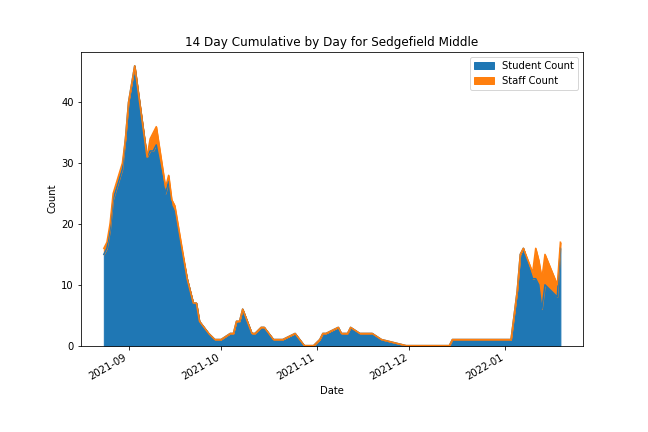 14 Day Cumulative by Day for Sedgefield Middle
Student Count
Staff Count
Count
40
30
20
10
0
2021-09
2021-10
2021-11
2021-12
2022-01
Date